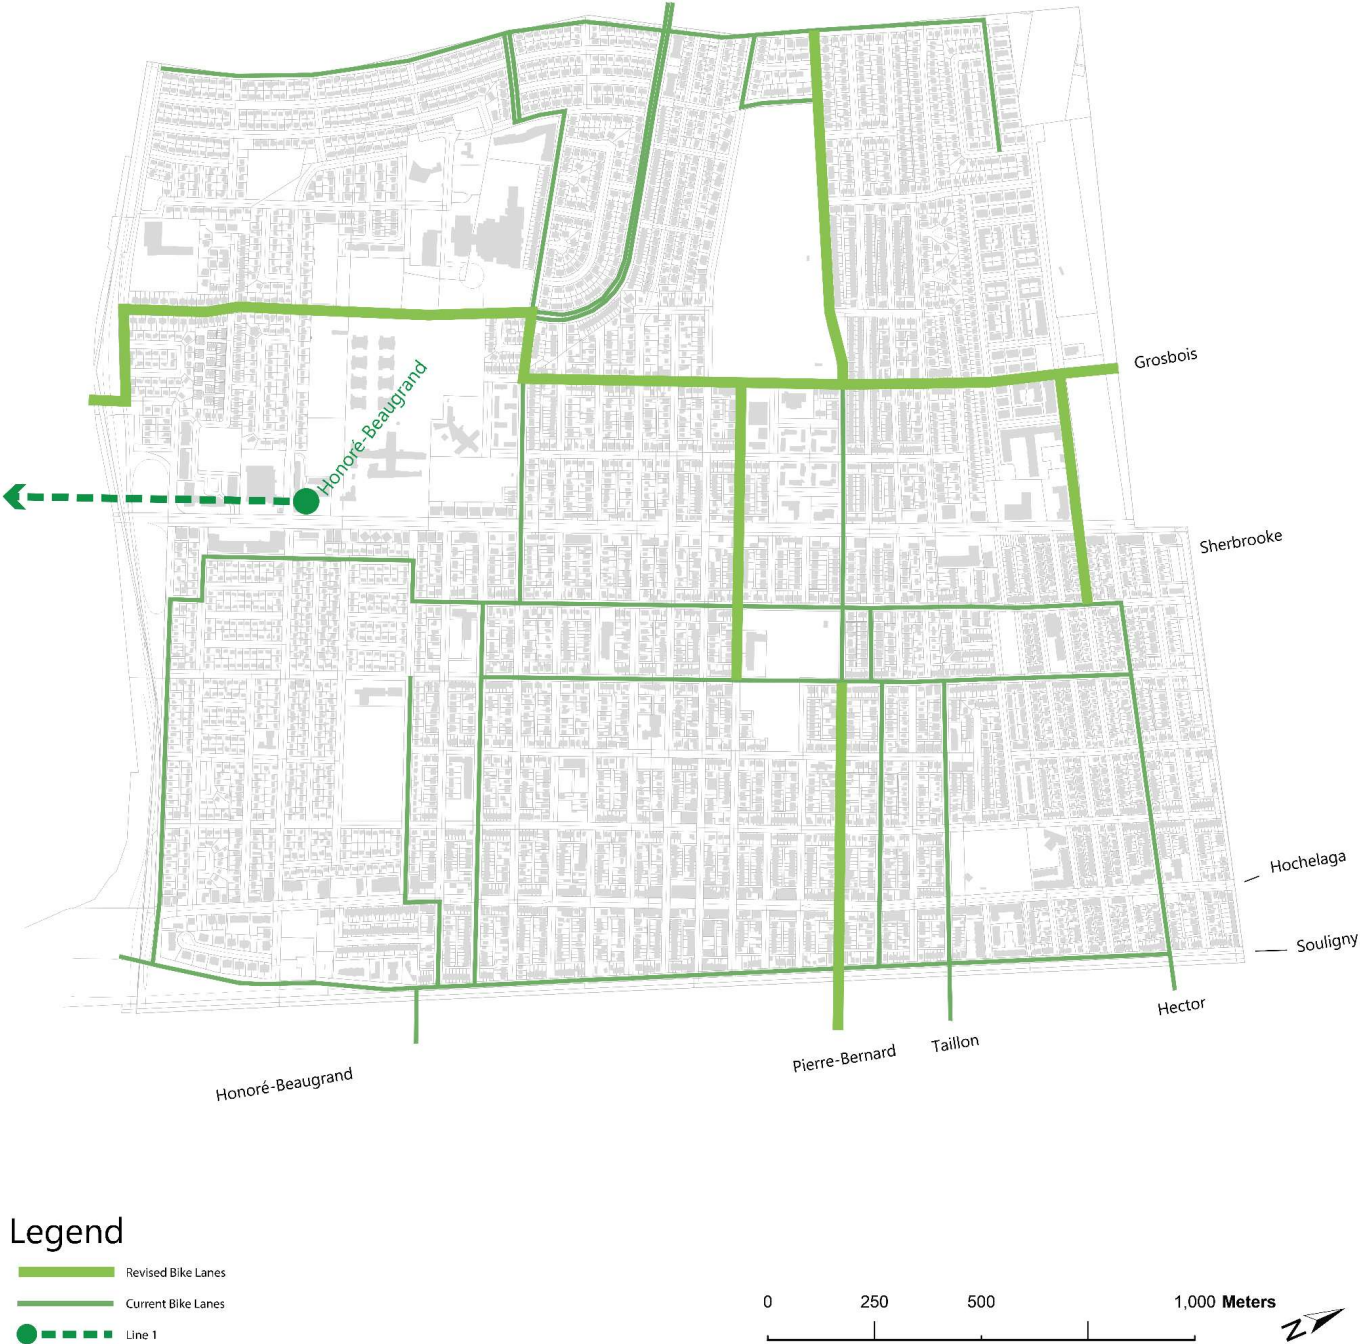 Grosbois
Honoré-Beaugrand
Sherbrooke
Hochelaga
Souligny
Hector
Taillon
Pierre-Bernard
Honoré-Beaugrand
Legend
Revised Bike Lanes
Current Bike Lanes
Line 1
0 250 500 1,000 Meters
N